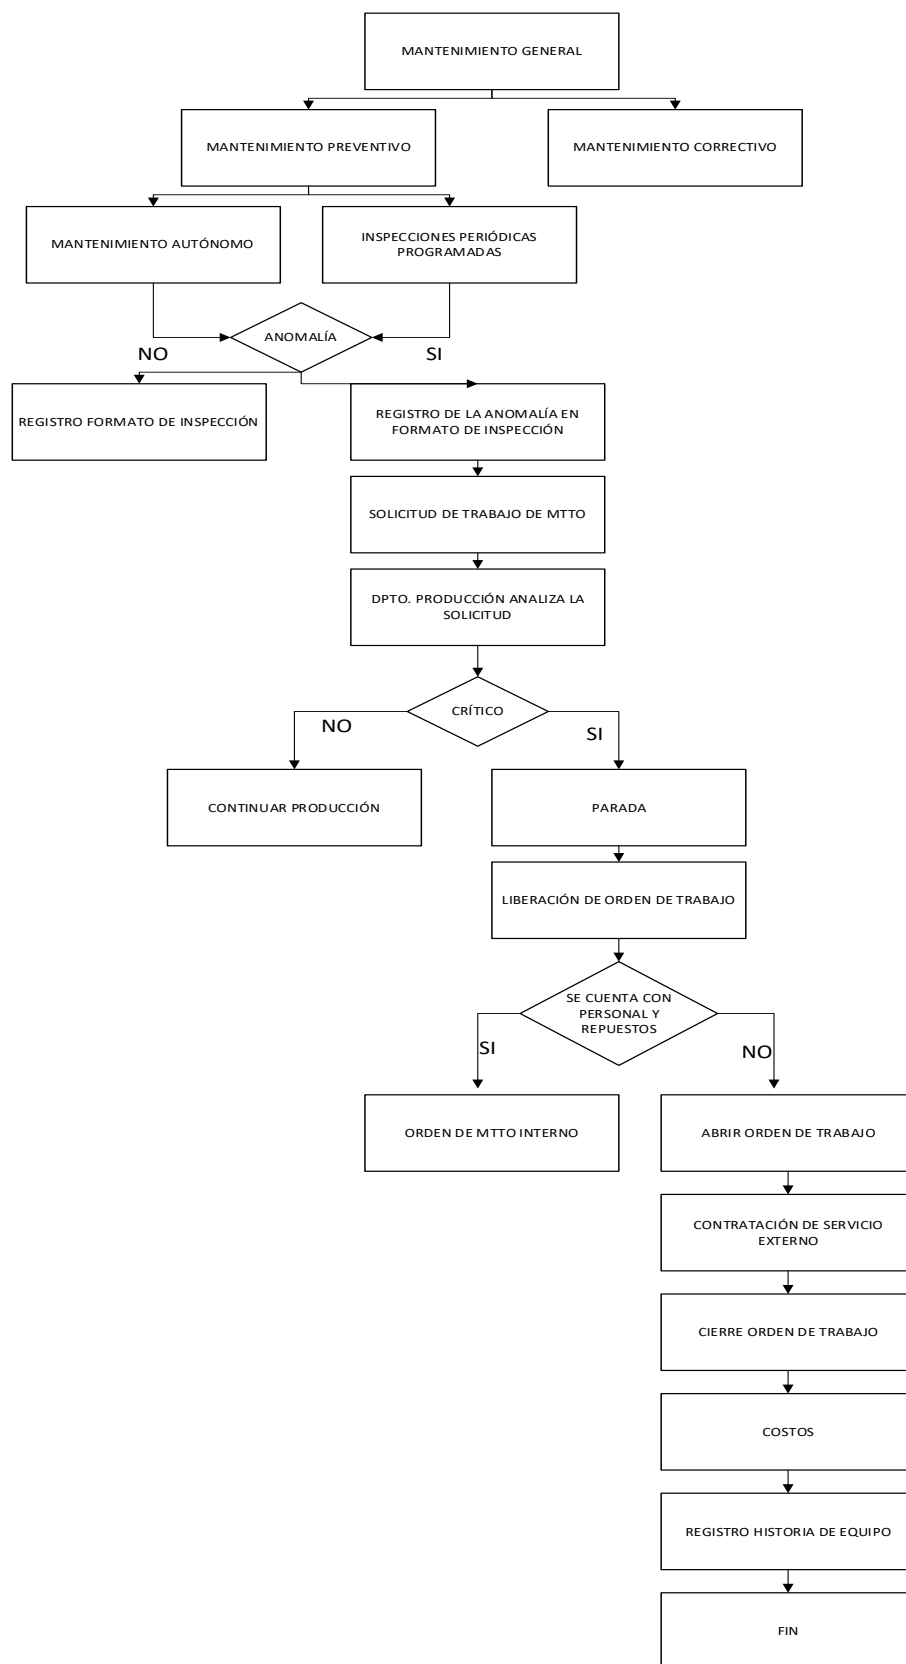 MANTENIMIENTO GENERAL
MANTENIMIENTO PREVENTIVO
MANTENIMIENTO CORRECTIVO
MANTENIMIENTO AUTÓNOMO
INSPECCIONES PERIÓDICAS
PROGRAMADAS
ANOMALÍA
NO
SI
REGISTRO FORMATO DE INSPECCIÓN
REGISTRO DE LA ANOMALÍA EN
FORMATO DE INSPECCIÓN
SOLICITUD DE TRABAJO DE MTTO
DPTO. PRODUCCIÓN ANALIZA LA
SOLICITUD
CRÍTICO
NO
SI
CONTINUAR PRODUCCIÓN
PARADA
LIBERACIÓN DE ORDEN DE TRABAJO
SE CUENTA CON
PERSONAL Y
REPUESTOS
SI
NO
ORDEN DE MTTO INTERNO
ABRIR ORDEN DE TRABAJO
CONTRATACIÓN DE SERVICIO
EXTERNO
CIERRE ORDEN DE TRABAJO
COSTOS
REGISTRO HISTORIA DE EQUIPO
FIN